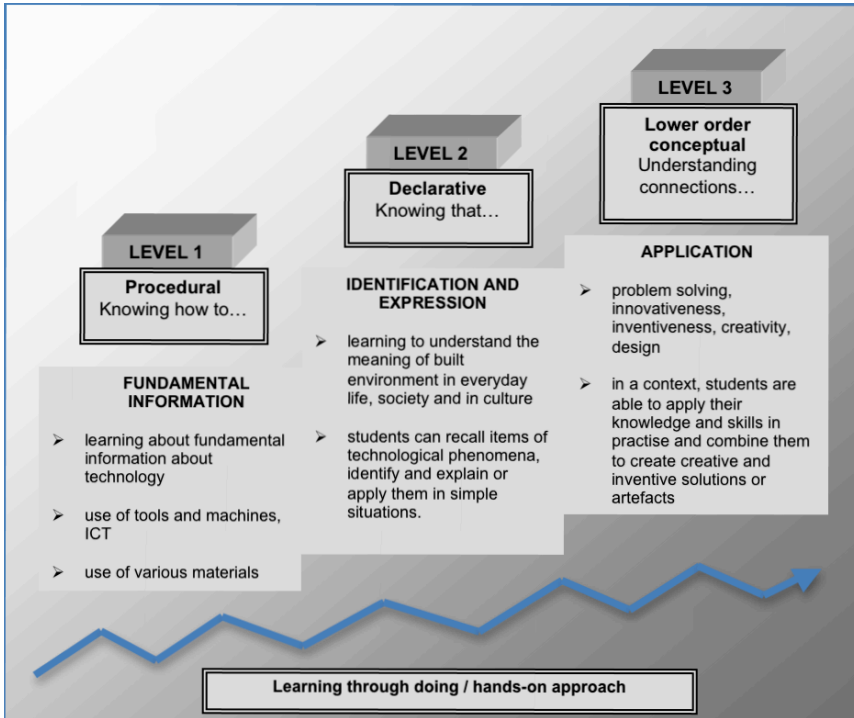 LEVEL 1
Procedural
Knowing how to…
FUNDAMENTAL
INFORMATION
➢ learning about fundamental
information about
technology
➢ use of tools and machines,
ICT
➢ use of various materials
LEVEL 2
Declarative
Knowing that…
IDENTIFICATION AND
EXPRESSION
➢ learning to understand the
meaning of built
environment in everyday
life, society and in culture
➢ students can recall items of
technological phenomena,
identify and explain or
apply them in simple
situations.
LEVEL 3
Lower order
conceptual
Understanding
connections…
APPLICATION
➢ problem solving,
innovativeness,
inventiveness, creativity,
design
➢ in a context, students are
able to apply their
knowledge and skills in
practise and combine them
to create creative and
inventive solutions or
artefacts
Learning through doing / hands-on approach